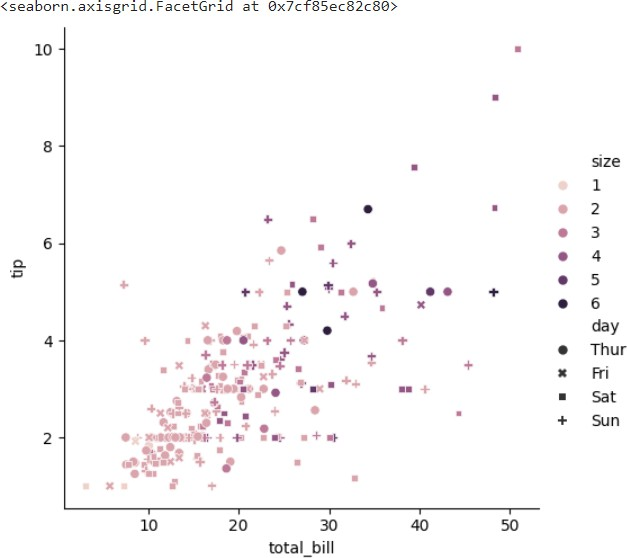 <seaborn.axisgrid.FacetGrid at 0x7cf85ec82c80>
10
8
6
4
2
tip
10 20 30 40 50
total_bill
size
1
2
3
4
5
6
day
Thur
Fri
Sat
Sun